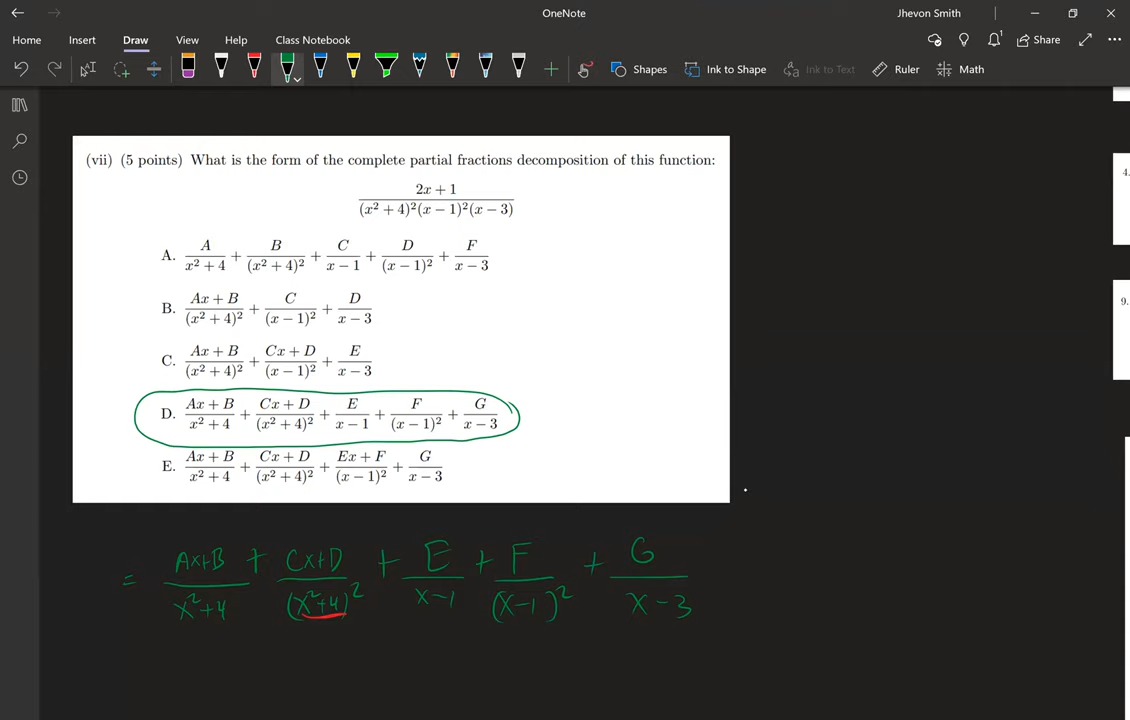 OneNote
Jhevon Smith
Home Insert Draw View Help Class Notebook
Share
Shapes Ink to Shape Ink to Text Ruler Math
4.
9.
(vii) (5 points) What is the form of the complete partial fractions decomposition of this function:
2x + 1
(x² + 4)²(x − 1)²(x − 3)
A. A/(x² + 4) + B/(x² + 4)² + C/(x − 1) + D/(x − 1)² + F/(x − 3)
B. (Ax + B)/(x² + 4)² + C/(x − 1)² + D/(x − 3)
C. (Ax + B)/(x² + 4)² + (Cx + D)/(x − 1)² + E/(x − 3)
D. (Ax + B)/(x² + 4) + (Cx + D)/(x² + 4)² + E/(x − 1) + F/(x − 1)² + G/(x − 3)
E. (Ax + B)/(x² + 4) + (Cx + D)/(x² + 4)² + (Ex + F)/(x − 1)² + G/(x − 3)
= (Ax+B)/(x²+4) + (Cx+D)/(x²+4)² + E/(x−1) + F/(x−1)² + G/(x−3)